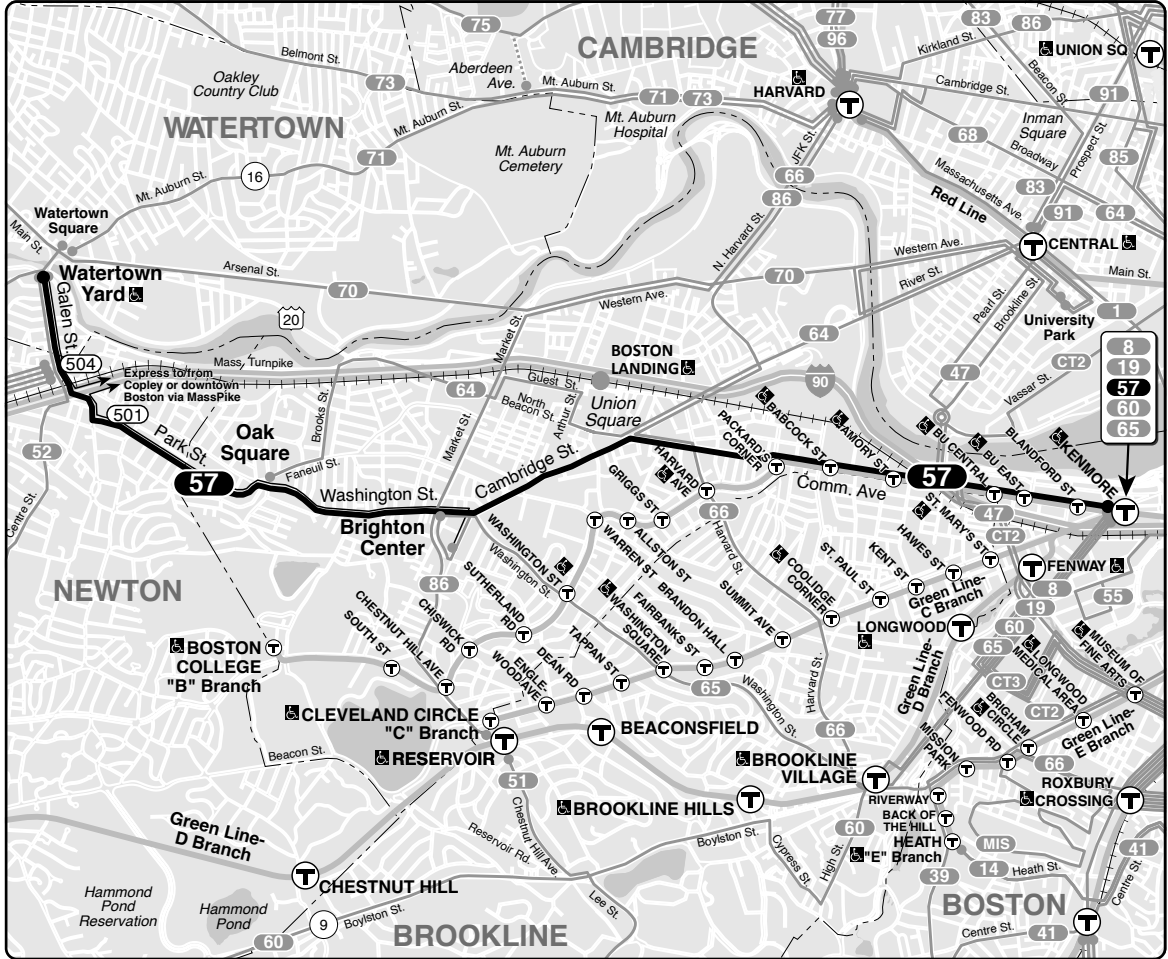 75
77
96
83
86
Kirkland St.
UNION SQ
T
Belmont St.
CAMBRIDGE
Beacon St.
Oakley
Country Club
73
Aberdeen
Ave.
Mt. Auburn St.
71
73
HARVARD
T
Cambridge St.
91
WATERTOWN
Mt. Auburn St.
Mt. Auburn
Hospital
68
Inman
Square
Prospect St.
71
Mt. Auburn
Cemetery
JFK St.
Broadway
85
16
Mt. Auburn St.
66
86
Massachusetts Ave.
83
Red Line
91
64
Watertown
Square
Main St.
N. Harvard St.
Western Ave.
T
CENTRAL
Watertown
Yard
Arsenal St.
70
70
River St.
Main St.
Galen St.
Western Ave.
Pearl St.
Brookline St.
University
Park
1
20
Market St.
64
8
19
57
60
65
504
Mass. Turnpike
Express to/from
Copley or downtown
Boston via MassPike
BOSTON
LANDING
CT2
90
47
Vassar St.
501
64
Guest St.
North
Beacon St.
Arthur St.
Union
Square
Brooks St.
Market St.
52
Park St.
Oak
Square
Faneuil St.
Cambridge St.
PACKARD'S
CORNER
BABCOCK ST
AMORY ST
BU CENTRAL
BU EAST
BLANDFORD ST
KENMORE
57
57
Washington St.
Comm. Ave
HARVARD
AVE
GRIGGS ST
Brighton
Center
66
47
CT2
Centre St.
WASHINGTON ST
Washington St.
WARREN ST
ALLSTON ST
Harvard St.
ST. MARY'S ST
HAWES ST
KENT ST
ST. PAUL ST
COOLIDGE
CORNER
T
FENWAY
Green Line-
C Branch
86
NEWTON
SUTHERLAND
RD
CHISWICK
RD
CHESTNUT HILL AVE
SOUTH ST
WASHINGTON
SQUARE
FAIRBANKS ST
BRANDON HALL
SUMMIT AVE
8
19
55
60
65
LONGWOOD
T
BOSTON
COLLEGE
"B" Branch
TAPPAN ST
DEAN RD
ENGLE-
WOOD AVE
65
Washington St.
Harvard St.
Green Line-
D Branch
LONGWOOD
MEDICAL AREA
MUSEUM OF
FINE ARTS
CT3
CT2
CLEVELAND CIRCLE
"C" Branch
T
BEACONSFIELD
66
FENWOOD RD
BRIGHAM
CIRCLE
Green Line-
E Branch
MISSION
PARK
Beacon St.
RESERVOIR
T
BROOKLINE
VILLAGE
T
66
51
ROXBURY
CROSSING
T
BROOKLINE HILLS
T
RIVERWAY
BACK OF
THE HILL
HEATH
"E" Branch
Chestnut Hill Ave.
Reservoir Rd.
Boylston St.
Cypress St.
60
High St.
MIS
Green Line-
D Branch
14
Heath St.
41
Centre St.
39
T
CHESTNUT HILL
Lee St.
Hammond
Pond
Reservation
Hammond
Pond
9
Boylston St.
60
BROOKLINE
BOSTON
T
Centre St.
41